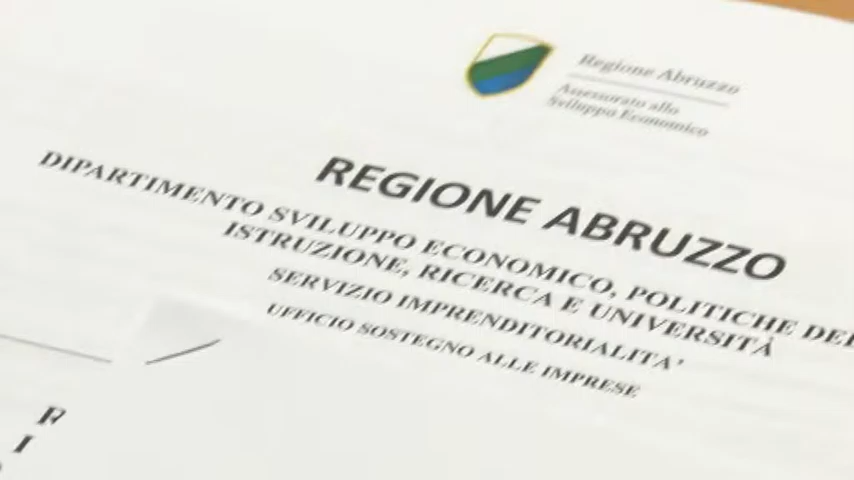 Regione Abruzzo
Assessorato allo
Sviluppo Economico
REGIONE ABRUZZO
DIPARTIMENTO SVILUPPO ECONOMICO, POLITICHE DEL
ISTRUZIONE, RICERCA E UNIVERSITÀ
SERVIZIO IMPRENDITORIALITA'
UFFICIO SOSTEGNO ALLE IMPRESE
I